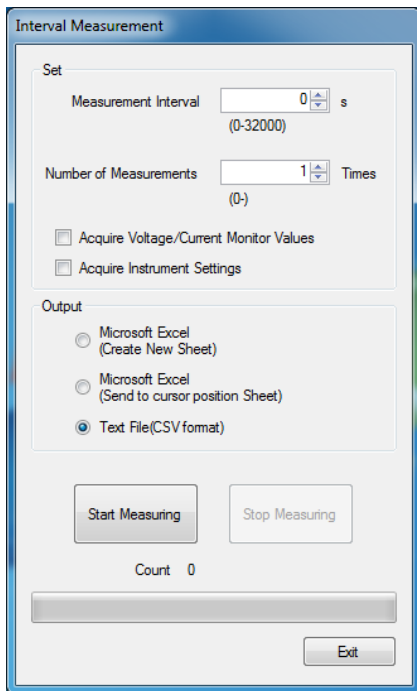 Interval Measurement
Set
Measurement Interval 0 s
(0-32000)
Number of Measurements 1 Times
(0-)
Acquire Voltage/Current Monitor Values
Acquire Instrument Settings
Output
Microsoft Excel
(Create New Sheet)
Microsoft Excel
(Send to cursor position Sheet)
Text File(CSV format)
Start Measuring Stop Measuring
Count 0
Exit